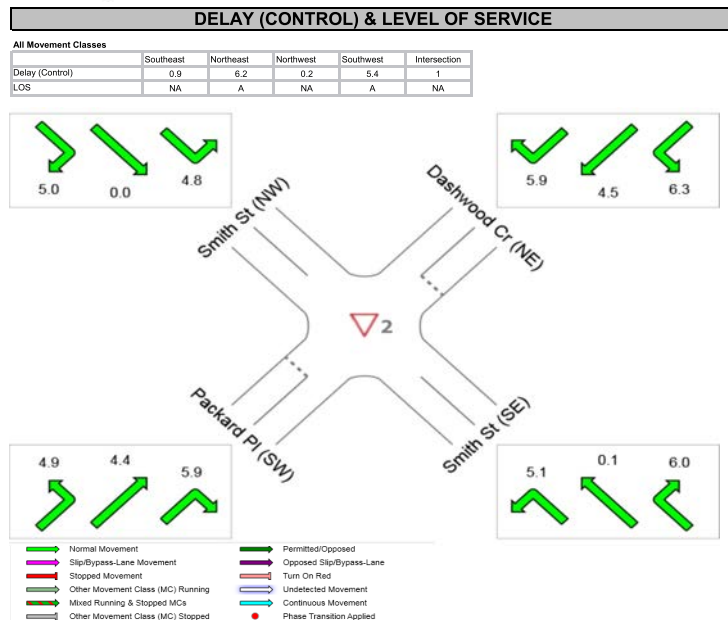 DELAY (CONTROL) & LEVEL OF SERVICE
All Movement Classes
Southeast Northeast Northwest Southwest Intersection
Delay (Control) 0.9 6.2 0.2 5.4 1
LOS NA A NA A NA
5.0 0.0 4.8
5.9 4.5 6.3
Smith St (NW)
Dashwood Cr (NE)
2
Packard Pl (SW)
Smith St (SE)
4.9 4.4 5.9
5.1 0.1 6.0
Normal Movement Permitted/Opposed
Slip/Bypass-Lane Movement Opposed Slip/Bypass-Lane
Stopped Movement Turn On Red
Other Movement Class (MC) Running Undetected Movement
Mixed Running & Stopped MCs Continuous Movement
Other Movement Class (MC) Stopped Phase Transition Applied